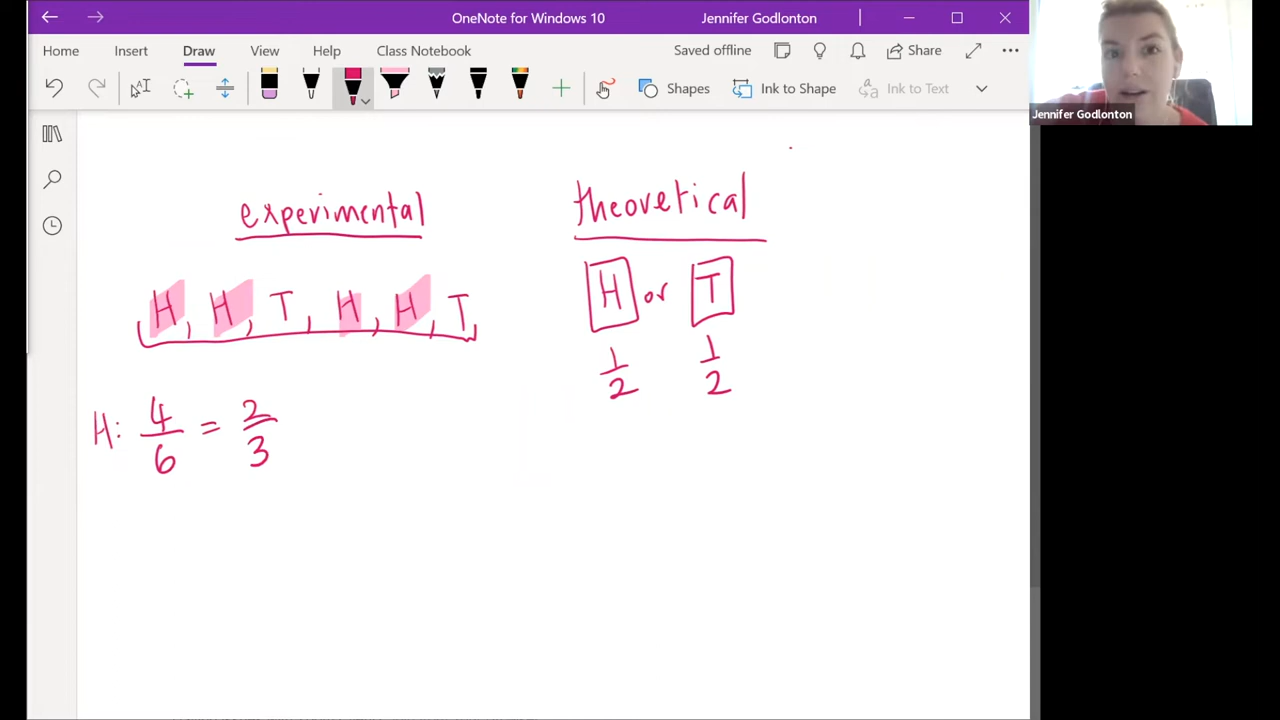 OneNote for Windows 10
Jennifer Godlonton
Home Insert Draw View Help Class Notebook
Saved offline
Share
Shapes
Ink to Shape
Ink to Text
Jennifer Godlonton
experimental
theoretical
H, H, T, H, H, T
H or T
1/2 1/2
H: 4/6 = 2/3